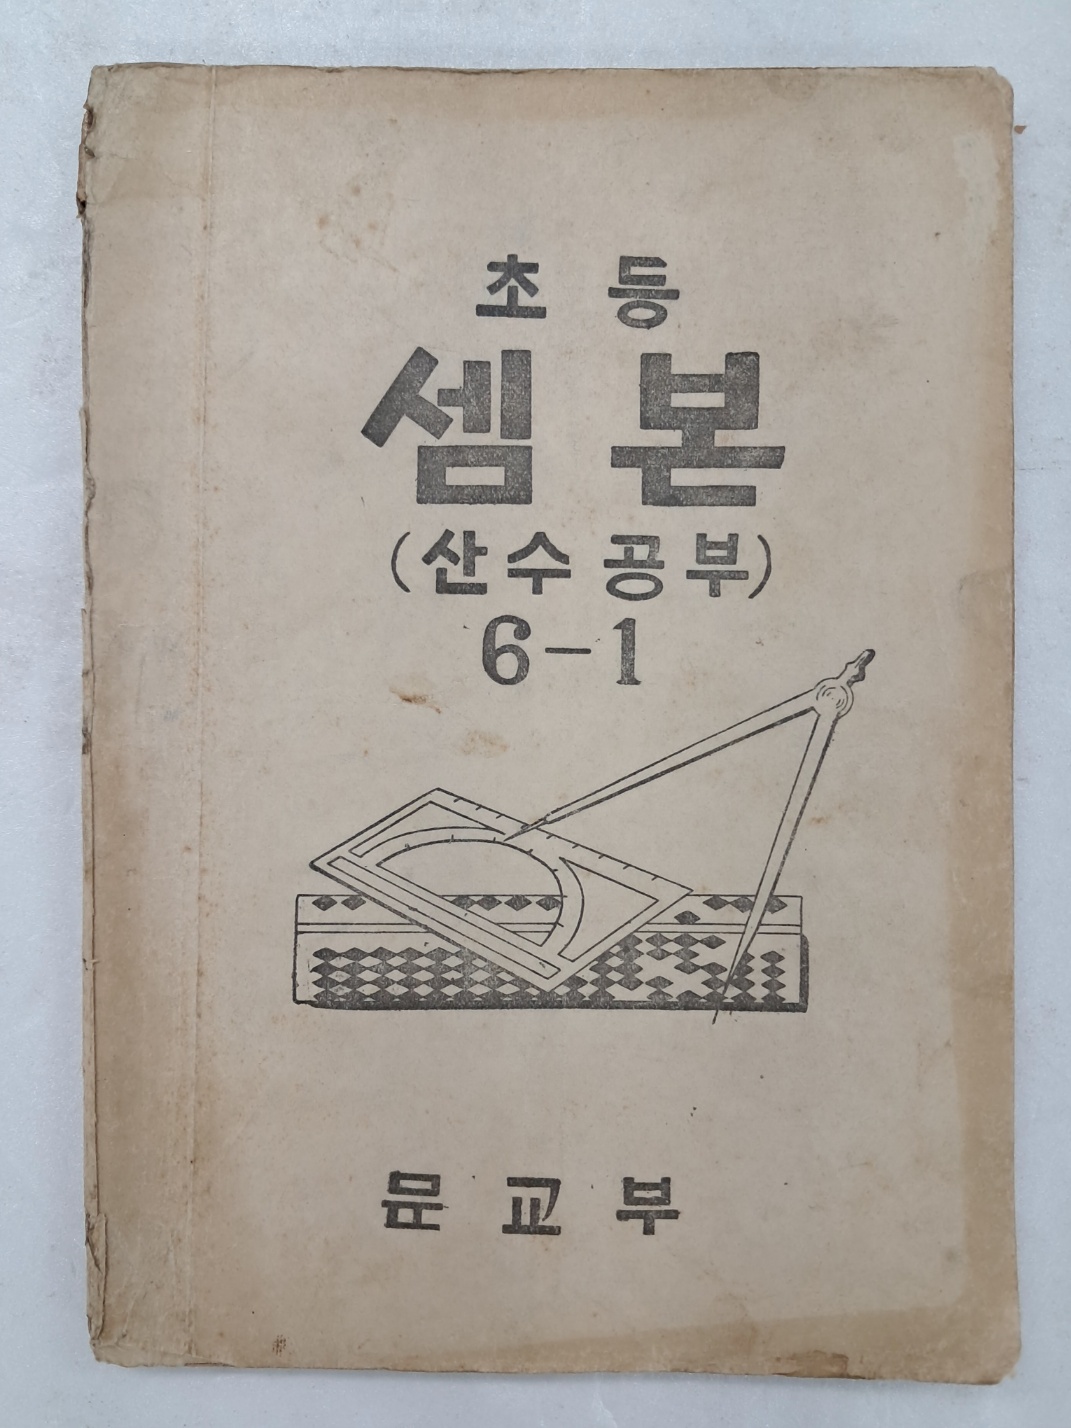 초등
셈본
(산수공부)
6-1
문교부